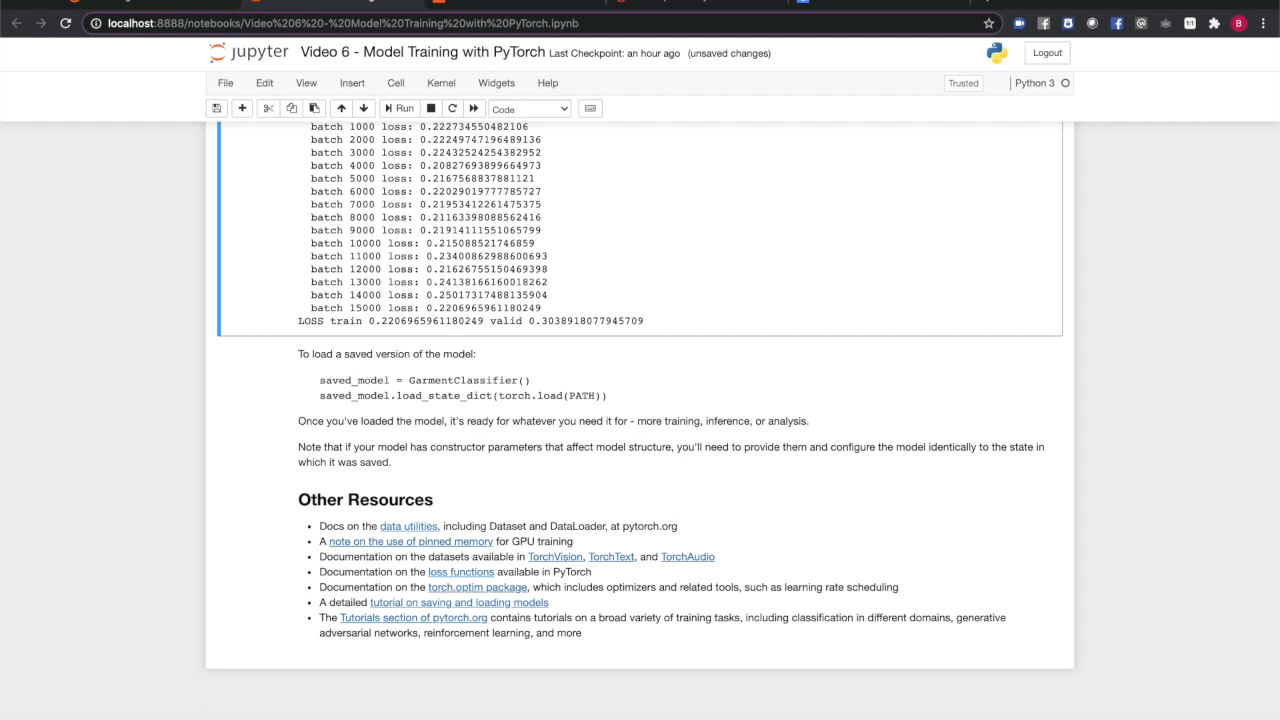 localhost:8888/notebooks/Video%206%20-%20Model%20Training%20with%20PyTorch.ipynb
B
jupyter Video 6 - Model Training with PyTorch Last Checkpoint: an hour ago (unsaved changes)
Logout
File Edit View Insert Cell Kernel Widgets Help
Trusted
Python 3
Run
Code
batch 1000 loss: 0.222734550482106
batch 2000 loss: 0.22249747196489136
batch 3000 loss: 0.22432524254382952
batch 4000 loss: 0.20827693899664973
batch 5000 loss: 0.2167568837881121
batch 6000 loss: 0.22029019777785727
batch 7000 loss: 0.21953412261475375
batch 8000 loss: 0.21163398088562416
batch 9000 loss: 0.21914111551065799
batch 10000 loss: 0.215088521746859
batch 11000 loss: 0.23400862988600693
batch 12000 loss: 0.21626755150469398
batch 13000 loss: 0.24138166160018262
batch 14000 loss: 0.25017317488135904
batch 15000 loss: 0.2206965961180249
LOSS train 0.2206965961180249 valid 0.3038918077945709
To load a saved version of the model:
saved_model = GarmentClassifier()
saved_model.load_state_dict(torch.load(PATH))
Once you've loaded the model, it's ready for whatever you need it for - more training, inference, or analysis.
Note that if your model has constructor parameters that affect model structure, you'll need to provide them and configure the model identically to the state in
which it was saved.
Other Resources
• Docs on the data utilities, including Dataset and DataLoader, at pytorch.org
• A note on the use of pinned memory for GPU training
• Documentation on the datasets available in TorchVision, TorchText, and TorchAudio
• Documentation on the loss functions available in PyTorch
• Documentation on the torch.optim package, which includes optimizers and related tools, such as learning rate scheduling
• A detailed tutorial on saving and loading models
• The Tutorials section of pytorch.org contains tutorials on a broad variety of training tasks, including classification in different domains, generative
adversarial networks, reinforcement learning, and more